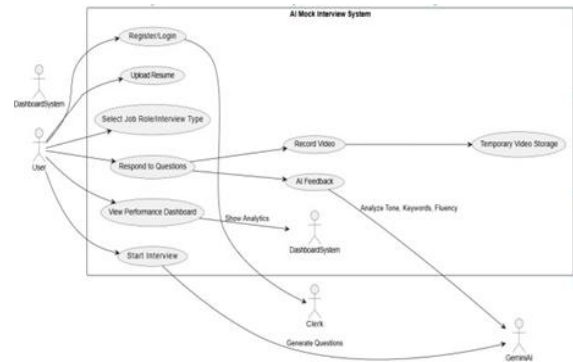 AI Mock Interview System
Register/Login
Upload Resume
DashboardSystem
Select Job Role/Interview Type
User
Record Video
Temporary Video Storage
Respond to Questions
AI Feedback
View Performance Dashboard
Show Analytics
Analyze Tone, Keywords, Fluency
DashboardSystem
Start Interview
Clerk
Generate Questions
GeminiAI